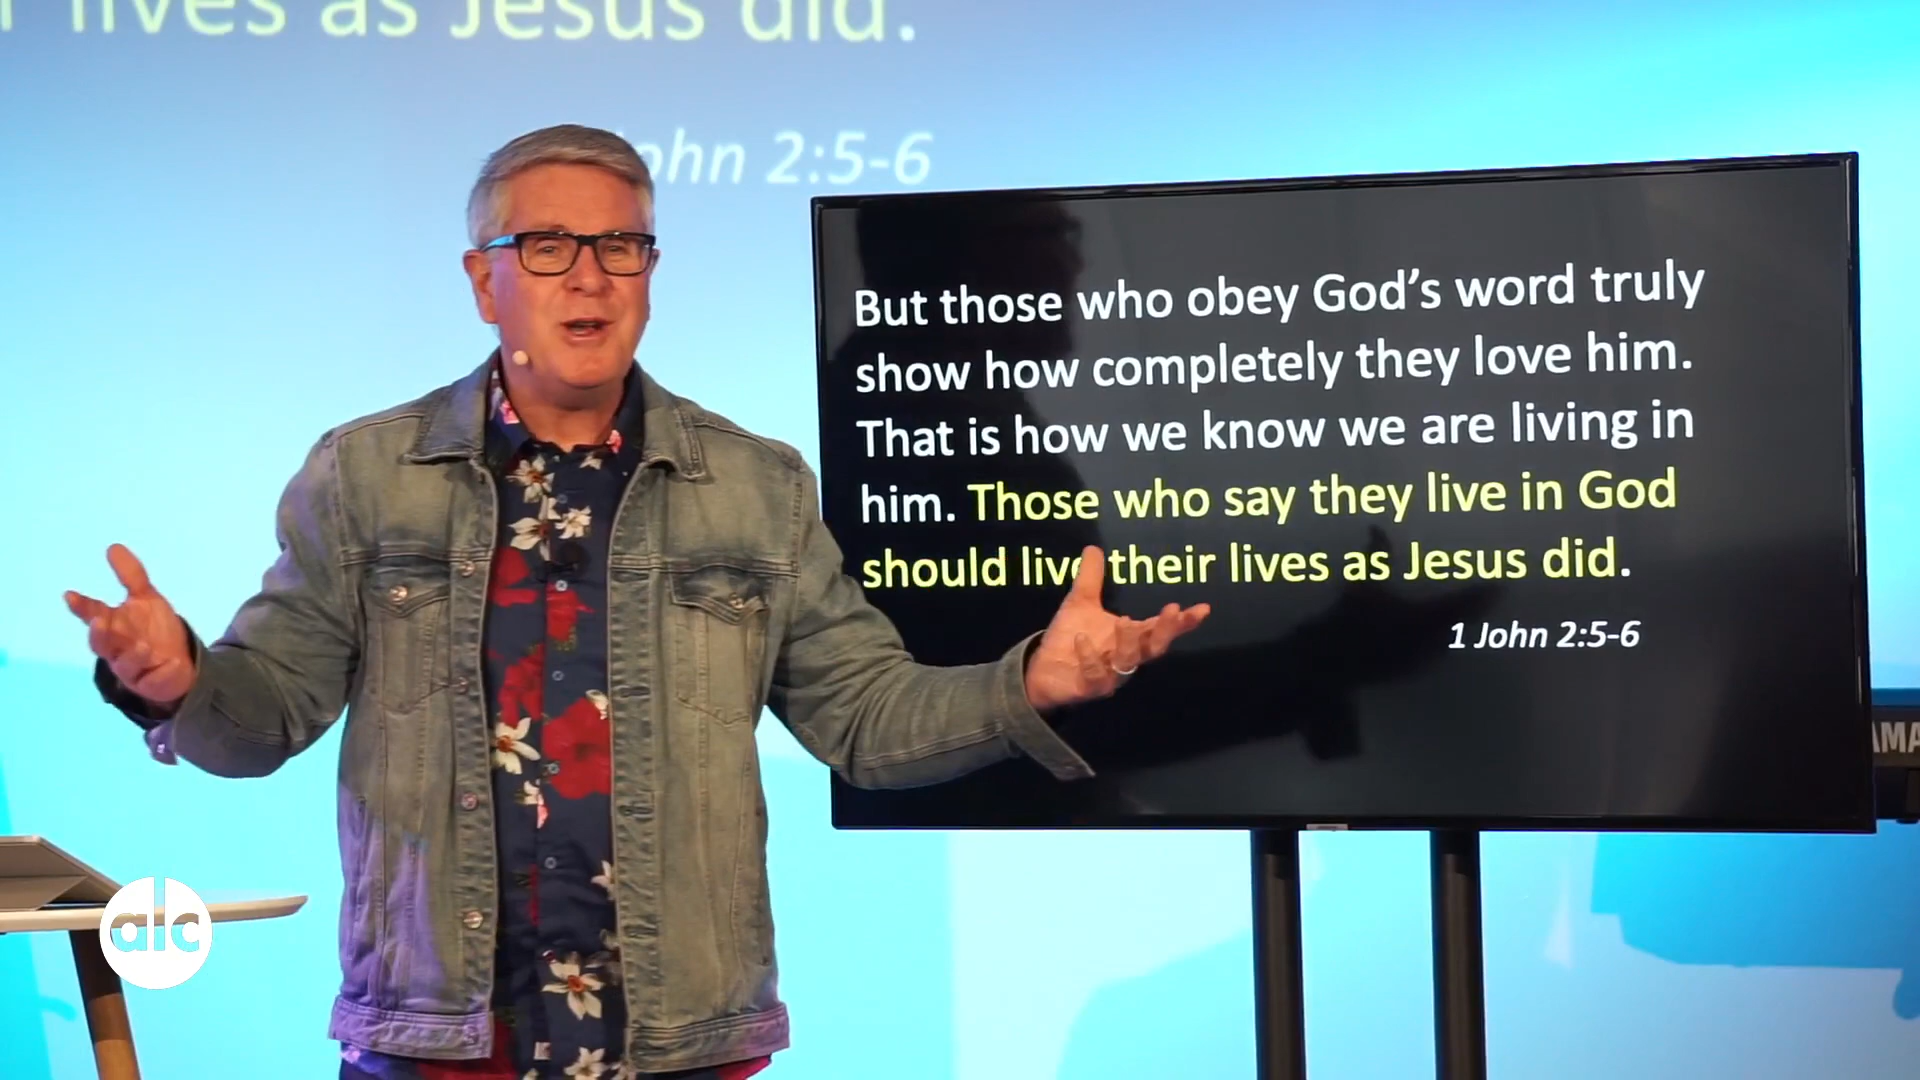 lives as Jesus did.
John 2:5-6
But those who obey God's word truly
show how completely they love him.
That is how we know we are living in
him. Those who say they live in God
should live their lives as Jesus did.
1 John 2:5-6
alc